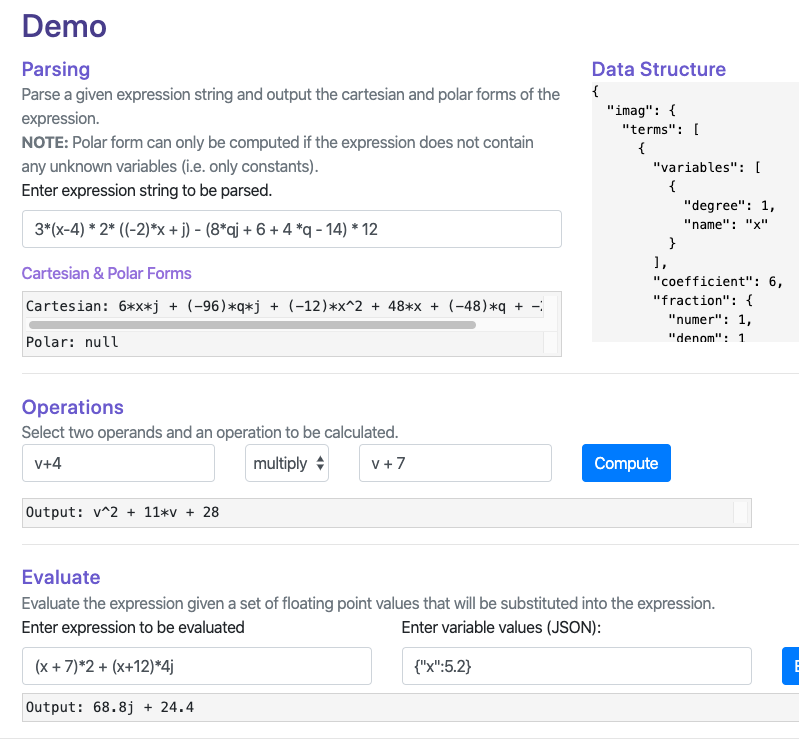 Demo
Parsing
Parse a given expression string and output the cartesian and polar forms of the
expression.
NOTE: Polar form can only be computed if the expression does not contain
any unknown variables (i.e. only constants).
Enter expression string to be parsed.
3*(x-4) * 2* ((-2)*x + j) - (8*qj + 6 + 4 *q - 14) * 12
Cartesian & Polar Forms
Cartesian: 6*x*j + (-96)*q*j + (-12)*x^2 + 48*x + (-48)*q + -
Polar: null
Data Structure
{
"imag": {
"terms": [
{
"variables": [
{
"degree": 1,
"name": "x"
}
],
"coefficient": 6,
"fraction": {
"numer": 1,
"denom": 1
Operations
Select two operands and an operation to be calculated.
v+4
multiply
v + 7
Compute
Output: v^2 + 11*v + 28
Evaluate
Evaluate the expression given a set of floating point values that will be substituted into the expression.
Enter expression to be evaluated
Enter variable values (JSON):
(x + 7)*2 + (x+12)*4j
{"x":5.2}
Output: 68.8j + 24.4